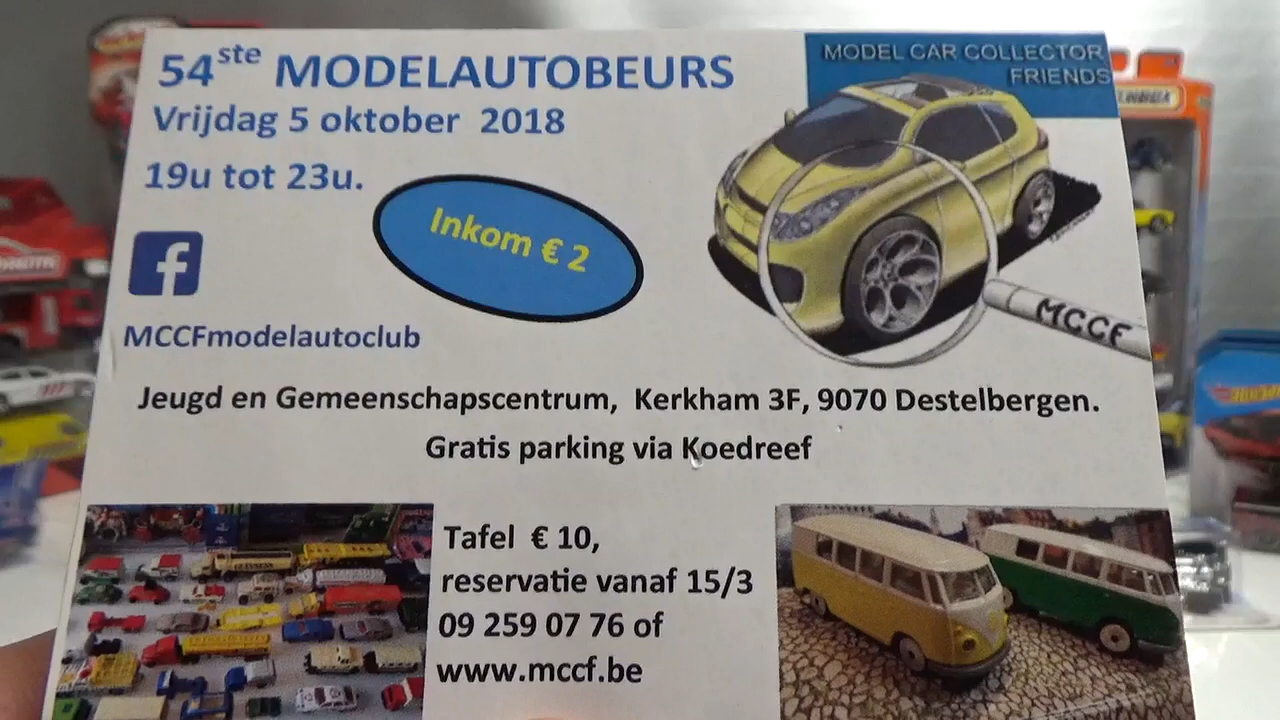 54ste MODELAUTOBEURS
Vrijdag 5 oktober 2018
19u tot 23u.
Inkom € 2
MODEL CAR COLLECTOR
FRIENDS
MCCF
f
MCCFmodelautoclub
Jeugd en Gemeenschapscentrum, Kerkham 3F, 9070 Destelbergen.
Gratis parking via Koedreef
Tafel € 10,
reservatie vanaf 15/3
09 259 07 76 of
www.mccf.be
GUINNESS